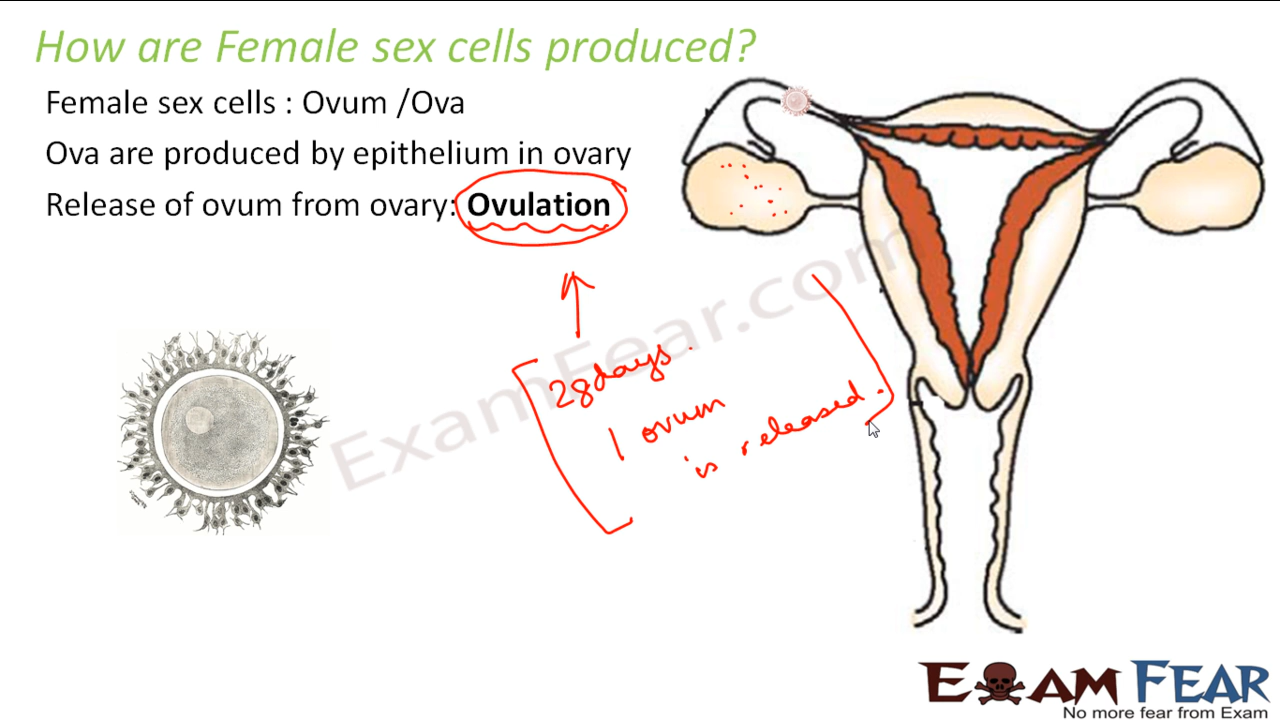 How are Female sex cells produced?
Female sex cells : Ovum /Ova
Ova are produced by epithelium in ovary
Release of ovum from ovary: Ovulation
28days.
1 ovum
is released.
ExamFear.com
EXAM FEAR
No more fear from Exam